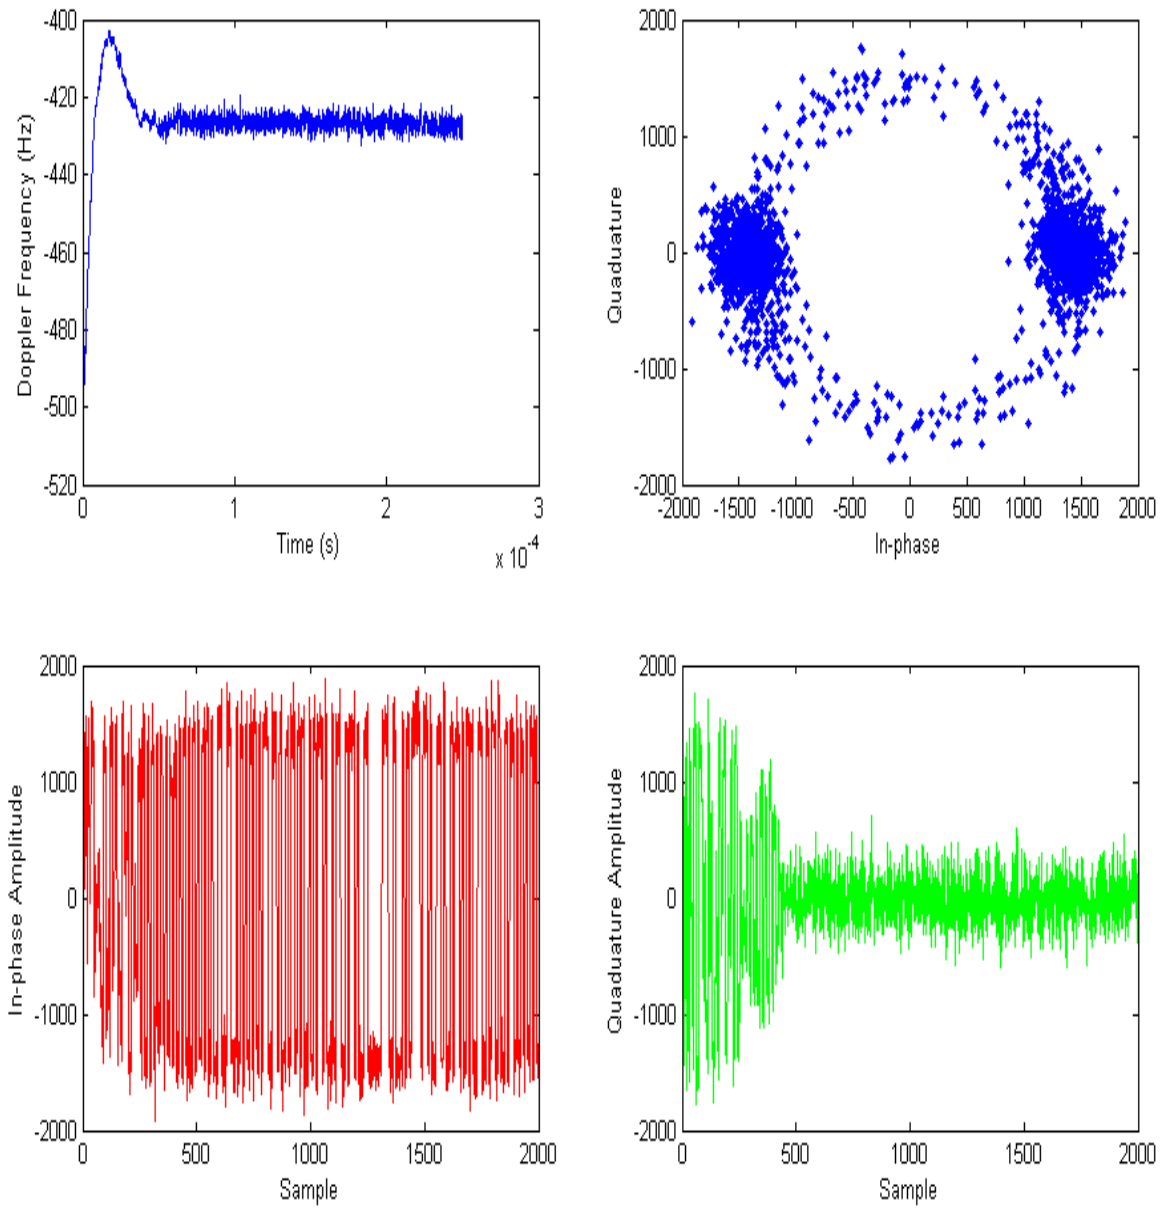 -400
-420
-440
-460
-480
-500
-520
0
1
2
3
Doppler Frequency (Hz)
Time (s)
x 10^-4
2000
1000
0
-1000
-2000
-2000 -1500 -1000 -500 0 500 1000 1500 2000
Quaduature
In-phase
2000
1000
0
-1000
-2000
0 500 1000 1500 2000
In-phase Amplitude
Sample
2000
1000
0
-1000
-2000
0 500 1000 1500 2000
Quaduature Amplitude
Sample